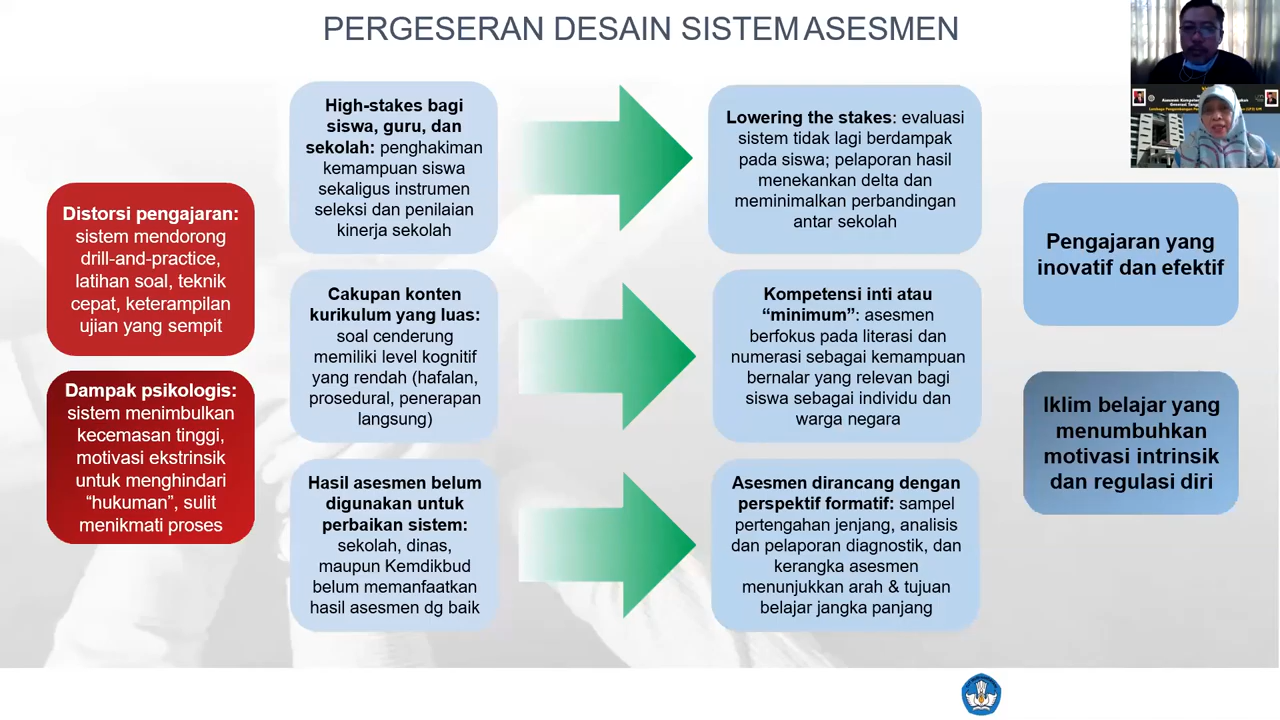 PERGESERAN DESAIN SISTEM ASESMEN
Distorsi pengajaran:
sistem mendorong
drill-and-practice,
latihan soal, teknik
cepat, keterampilan
ujian yang sempit
Dampak psikologis:
sistem menimbulkan
kecemasan tinggi,
motivasi ekstrinsik
untuk menghindari
“hukuman”, sulit
menikmati proses
High-stakes bagi
siswa, guru, dan
sekolah: penghakiman
kemampuan siswa
sekaligus instrumen
seleksi dan penilaian
kinerja sekolah
Cakupan konten
kurikulum yang luas:
soal cenderung
memiliki level kognitif
yang rendah (hafalan,
prosedural, penerapan
langsung)
Hasil asesmen belum
digunakan untuk
perbaikan sistem:
sekolah, dinas,
maupun Kemdikbud
belum memanfaatkan
hasil asesmen dg baik
Lowering the stakes: evaluasi
sistem tidak lagi berdampak
pada siswa; pelaporan hasil
menekankan delta dan
meminimalkan perbandingan
antar sekolah
Kompetensi inti atau
“minimum”: asesmen
berfokus pada literasi dan
numerasi sebagai kemampuan
bernalar yang relevan bagi
siswa sebagai individu dan
warga negara
Asesmen dirancang dengan
perspektif formatif: sampel
pertengahan jenjang, analisis
dan pelaporan diagnostik, dan
kerangka asesmen
menunjukkan arah & tujuan
belajar jangka panjang
Pengajaran yang
inovatif dan efektif
Iklim belajar yang
menumbuhkan
motivasi intrinsik
dan regulasi diri